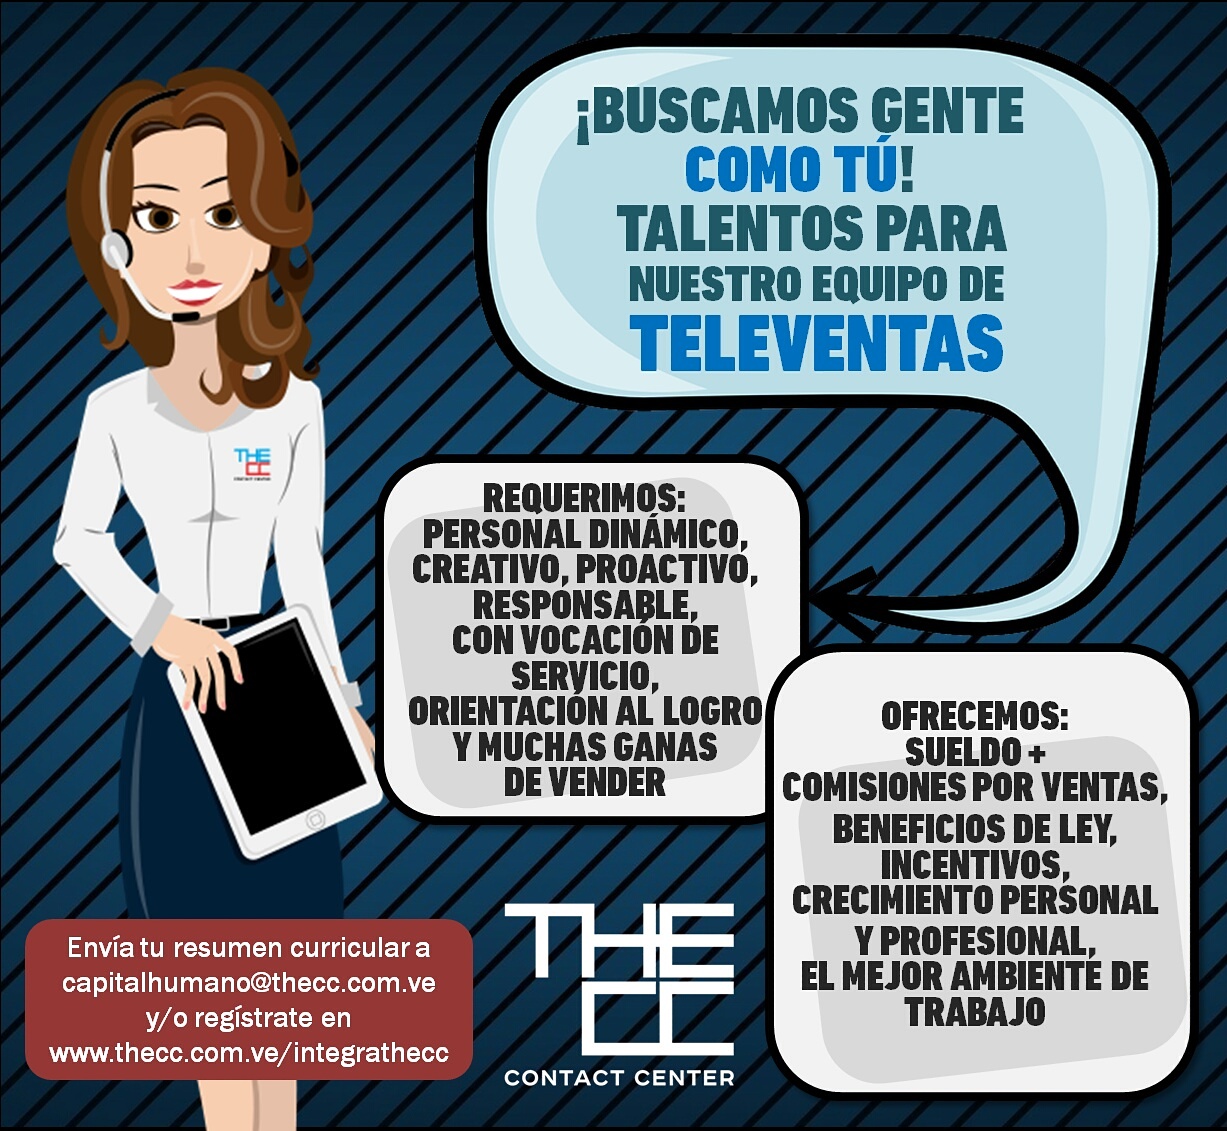 ¡BUSCAMOS GENTE
COMO TÚ!
TALENTOS PARA
NUESTRO EQUIPO DE
TELEVENTAS
THE
CC
CONTACT CENTER
REQUERIMOS:
PERSONAL DINÁMICO,
CREATIVO, PROACTIVO,
RESPONSABLE,
CON VOCACIÓN DE
SERVICIO,
ORIENTACIÓN AL LOGRO
Y MUCHAS GANAS
DE VENDER
OFRECEMOS:
SUELDO +
COMISIONES POR VENTAS,
BENEFICIOS DE LEY,
INCENTIVOS,
CRECIMIENTO PERSONAL
Y PROFESIONAL,
EL MEJOR AMBIENTE DE
TRABAJO
Envía tu resumen curricular a
capitalhumano@thecc.com.ve
y/o regístrate en
www.thecc.com.ve/integrathecc
THE
CC
CONTACT CENTER